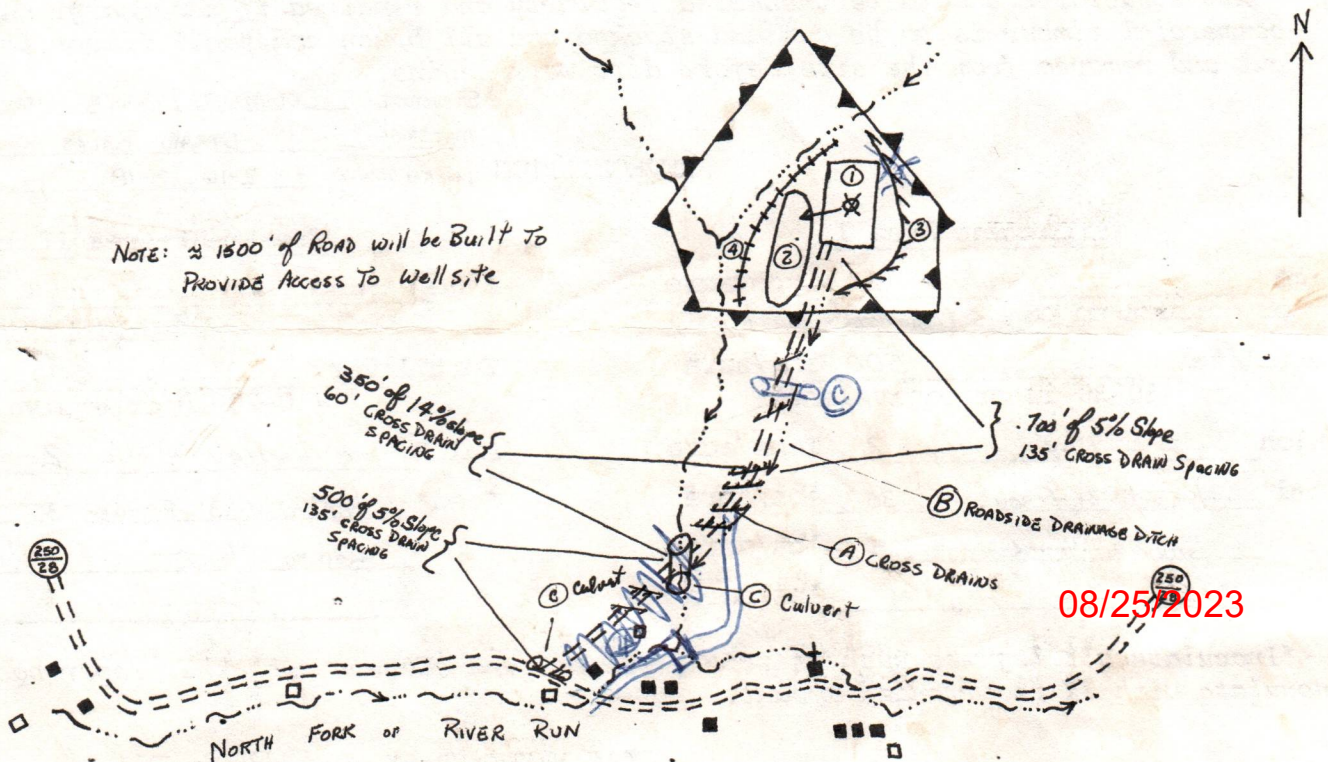 N
①
③
④
②
NOTE: ≈ 1500' of ROAD will be Built To
PROVIDE Access To Wellsite
350' of 14% slope
60' CROSS DRAIN
SPACING
C
.700' of 5% Slope
135' CROSS DRAIN SPACING
500' of 5% Slope
135' CROSS DRAIN
SPACING
B ROADSIDE DRAINAGE DITCH
A CROSS DRAINS
250
28
C Culvert
C Culvert
250
08/25/2023
NORTH FORK of RIVER RUN